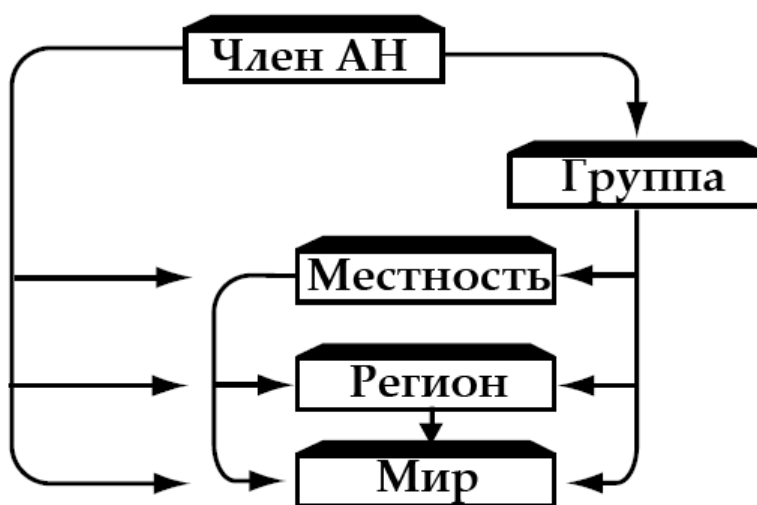 Член АН
Группа
Местность
Регион
Мир